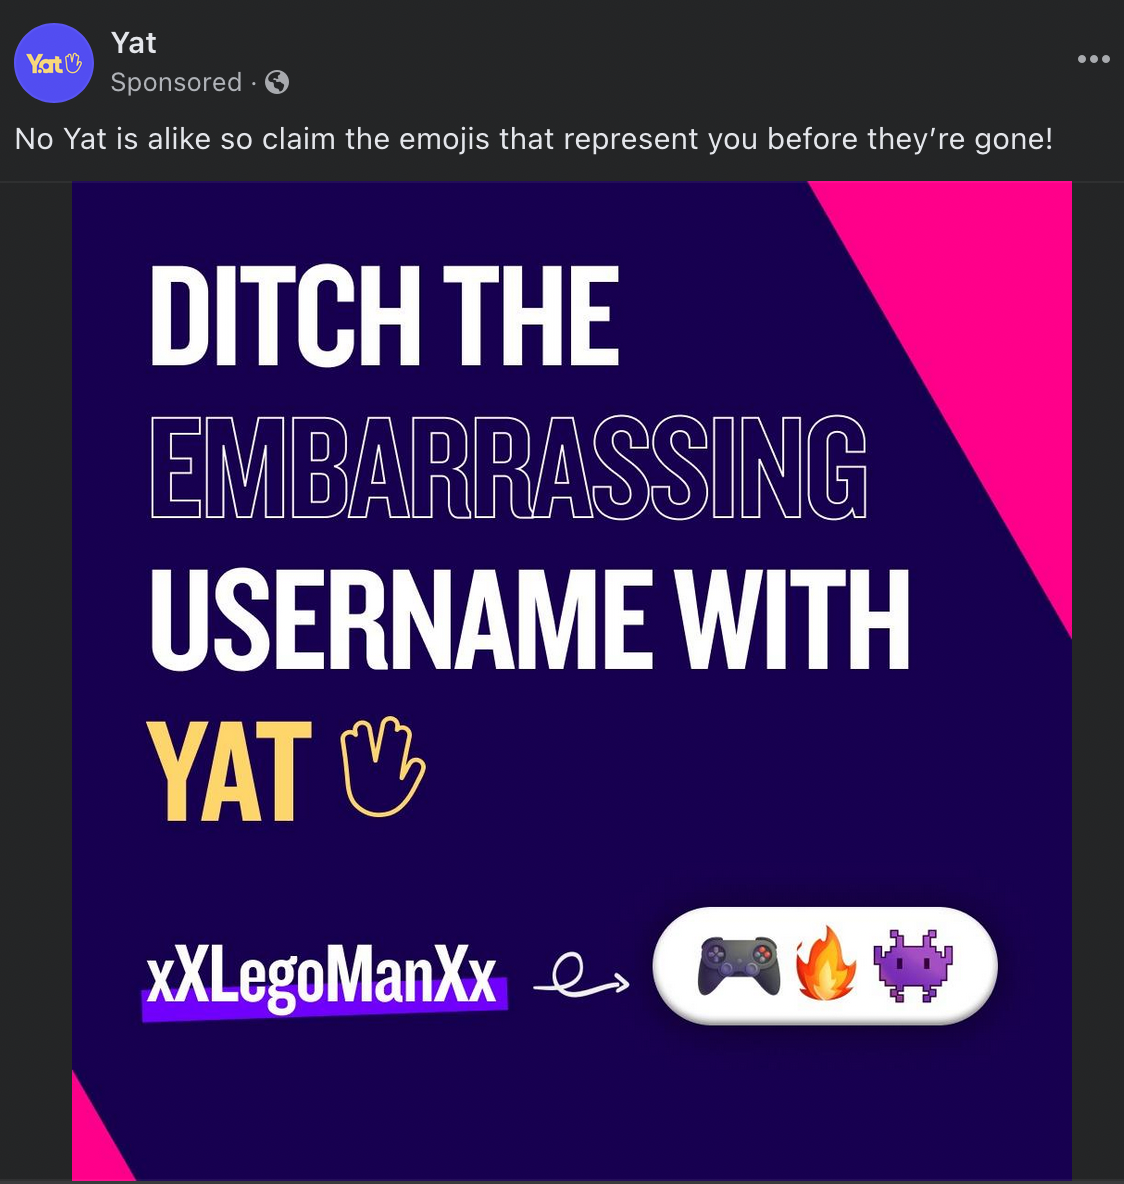 Yat
Yat
Sponsored ·
No Yat is alike so claim the emojis that represent you before they’re gone!
DITCH THE
EMBARRASSING
USERNAME WITH
YAT
xXLegoManXx